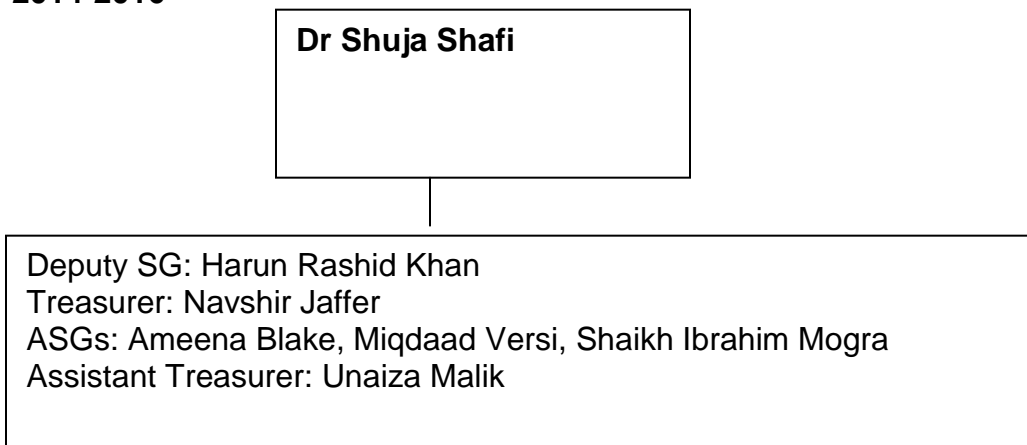 Dr Shuja Shafi
Deputy SG: Harun Rashid Khan
Treasurer: Navshir Jaffer
ASGs: Ameena Blake, Miqdaad Versi, Shaikh Ibrahim Mogra
Assistant Treasurer: Unaiza Malik